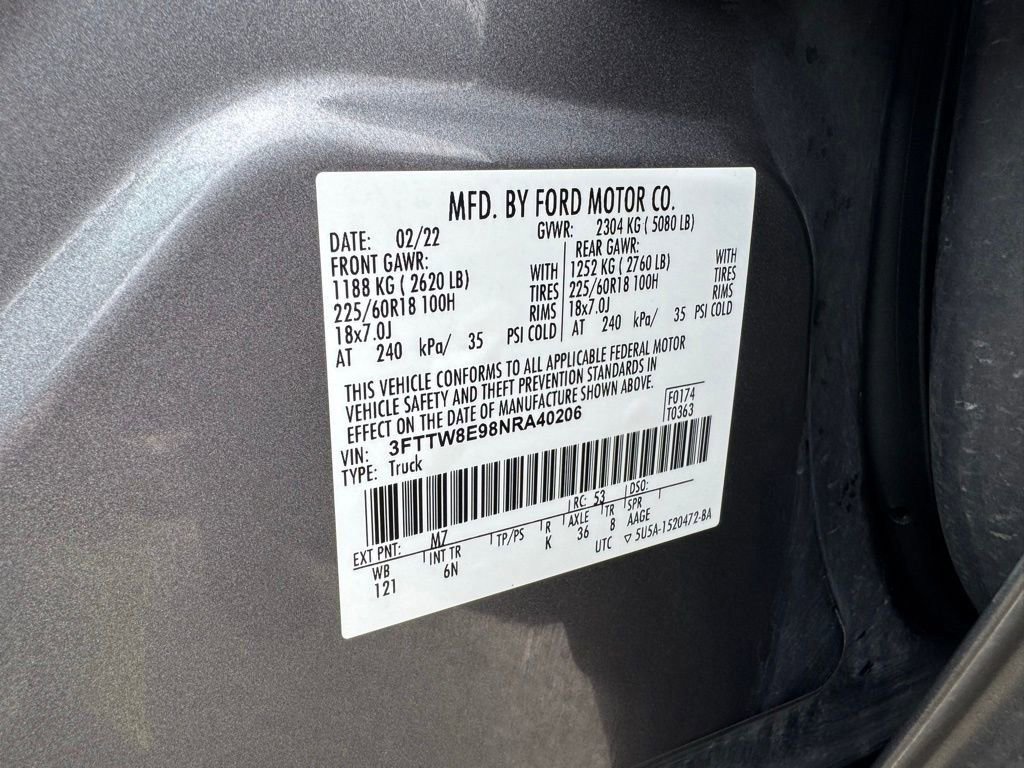 MFD. BY FORD MOTOR CO.
DATE: 02/22 GVWR: 2304 KG ( 5080 LB)
FRONT GAWR: REAR GAWR:
1188 KG ( 2620 LB) WITH 1252 KG ( 2760 LB) WITH
225/60R18 100H TIRES 225/60R18 100H TIRES
18x7.0J RIMS 18x7.0J RIMS
AT 240 kPa/ 35 PSI COLD AT 240 kPa/ 35 PSI COLD
THIS VEHICLE CONFORMS TO ALL APPLICABLE FEDERAL MOTOR
VEHICLE SAFETY AND THEFT PREVENTION STANDARDS IN
EFFECT ON THE DATE OF MANUFACTURE SHOWN ABOVE.
VIN: 3FTTW8E98NRA40206 F0174
TYPE: Truck T0363
EXT PNT: M7 RC: 53 DSO:
WB INT TR TP/PS R AXLE TR SPR
121 6N K 36 8 AAGE
UTC ▽ 5U5A-1520472-BA